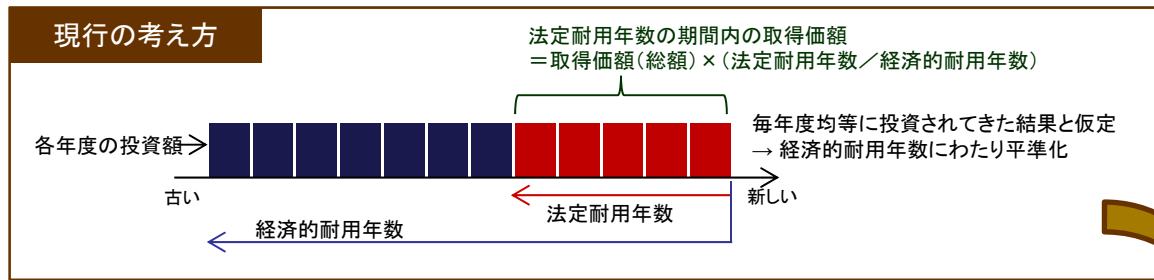 現行の考え方
法定耐用年数の期間内の取得価額
＝取得価額（総額）×（法定耐用年数／経済的耐用年数）
各年度の投資額
毎年度均等に投資されてきた結果と仮定
→ 経済的耐用年数にわたり平準化
古い
新しい
法定耐用年数
経済的耐用年数